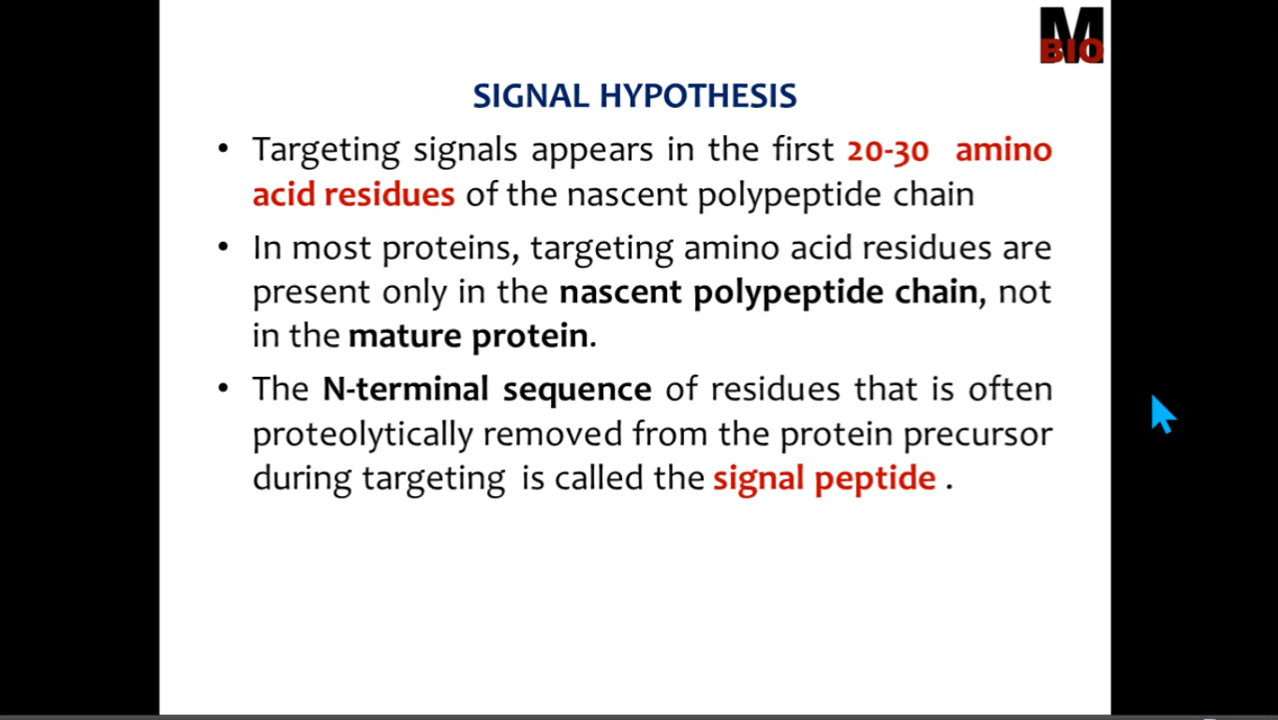 M
BIO
SIGNAL HYPOTHESIS
• Targeting signals appears in the first 20-30 amino
acid residues of the nascent polypeptide chain
• In most proteins, targeting amino acid residues are
present only in the nascent polypeptide chain, not
in the mature protein.
• The N-terminal sequence of residues that is often
proteolytically removed from the protein precursor
during targeting is called the signal peptide .